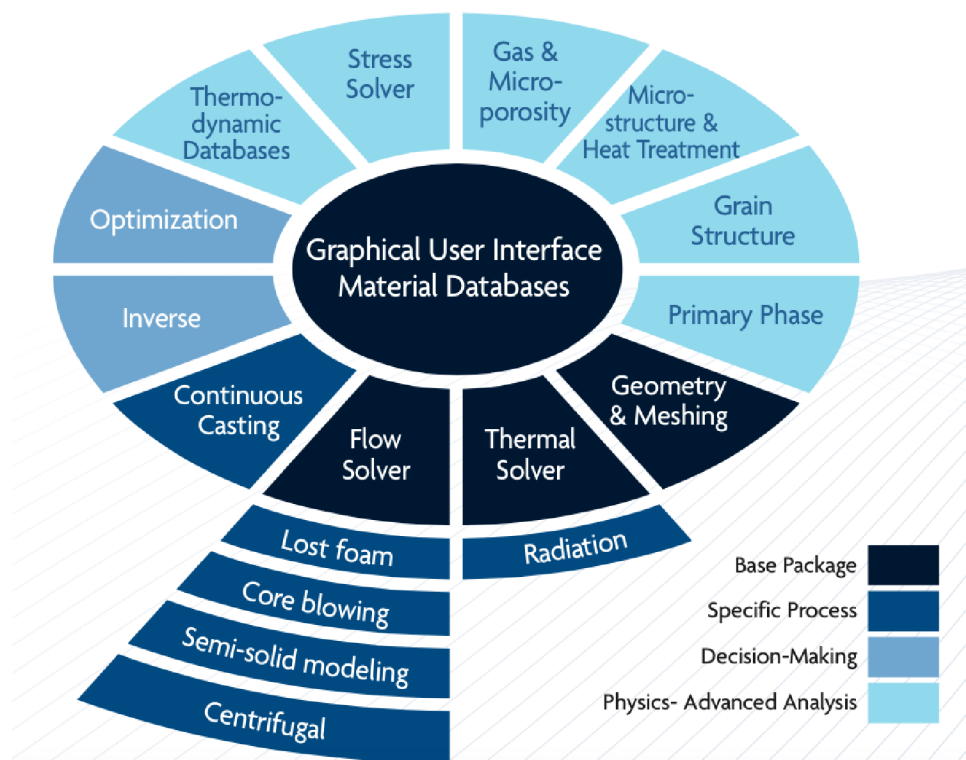 Stress
Solver
Gas &
Micro-
porosity
Thermo-
dynamic
Databases
Micro-
structure &
Heat Treatment
Optimization
Grain
Structure
Graphical User Interface
Material Databases
Inverse
Primary Phase
Continuous
Casting
Flow
Solver
Thermal
Solver
Geometry
& Meshing
Lost foam
Core blowing
Semi-solid modeling
Centrifugal
Radiation
Base Package
Specific Process
Decision-Making
Physics- Advanced Analysis